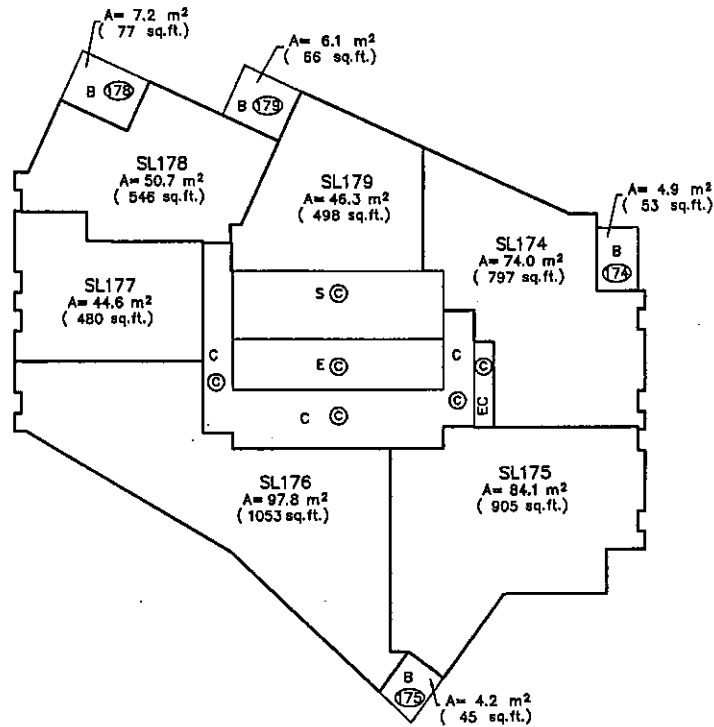 A= 7.2 m²
( 77 sq.ft.)
A= 6.1 m²
( 66 sq.ft.)
B 178
B 179
SL178
A= 50.7 m²
( 546 sq.ft.)
SL179
A= 46.3 m²
( 498 sq.ft.)
A= 4.9 m²
( 53 sq.ft.)
SL174
A= 74.0 m²
( 797 sq.ft.)
B
174
SL177
A= 44.6 m²
( 480 sq.ft.)
S C
C
C
E C
C
C
C
EC
C C
SL176
A= 97.8 m²
( 1053 sq.ft.)
SL175
A= 84.1 m²
( 905 sq.ft.)
B
175
A= 4.2 m²
( 45 sq.ft.)